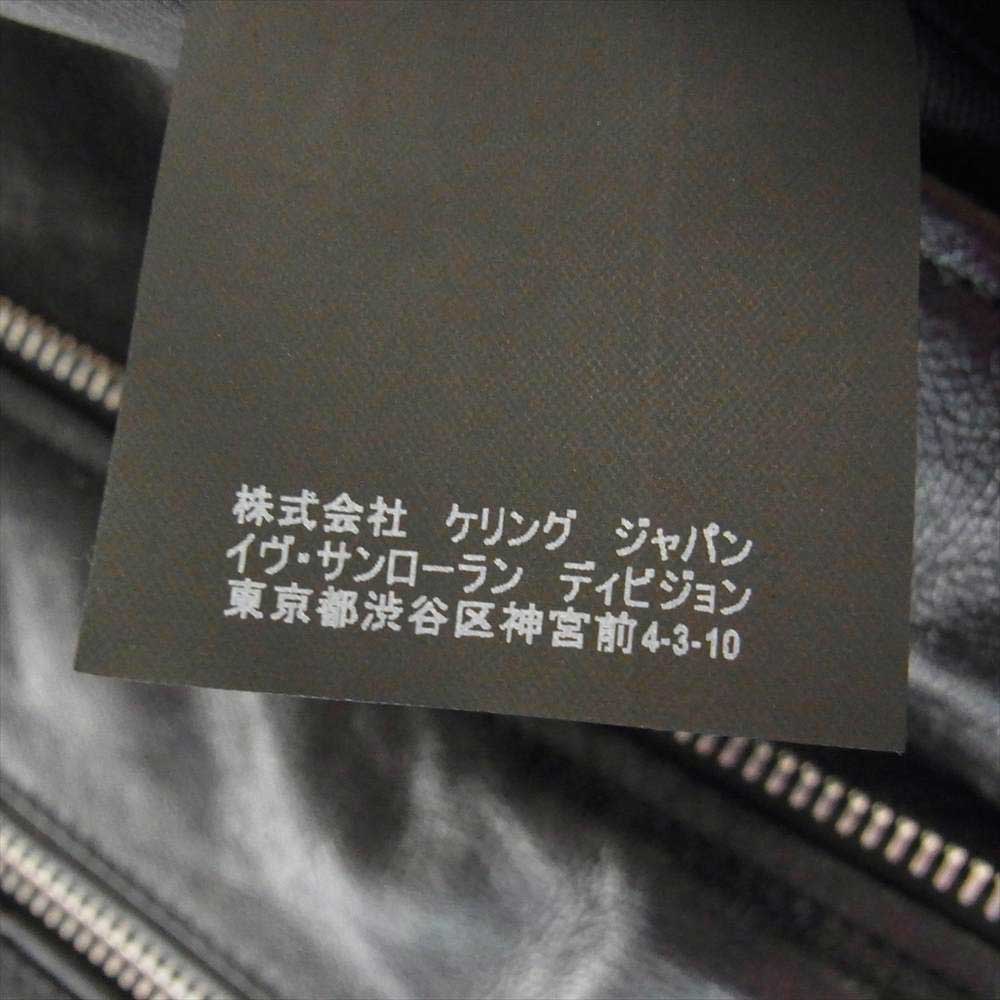 株式会社　ケリング　ジャパン
イヴ・サンローラン　ディビジョン
東京都渋谷区神宮前4-3-10